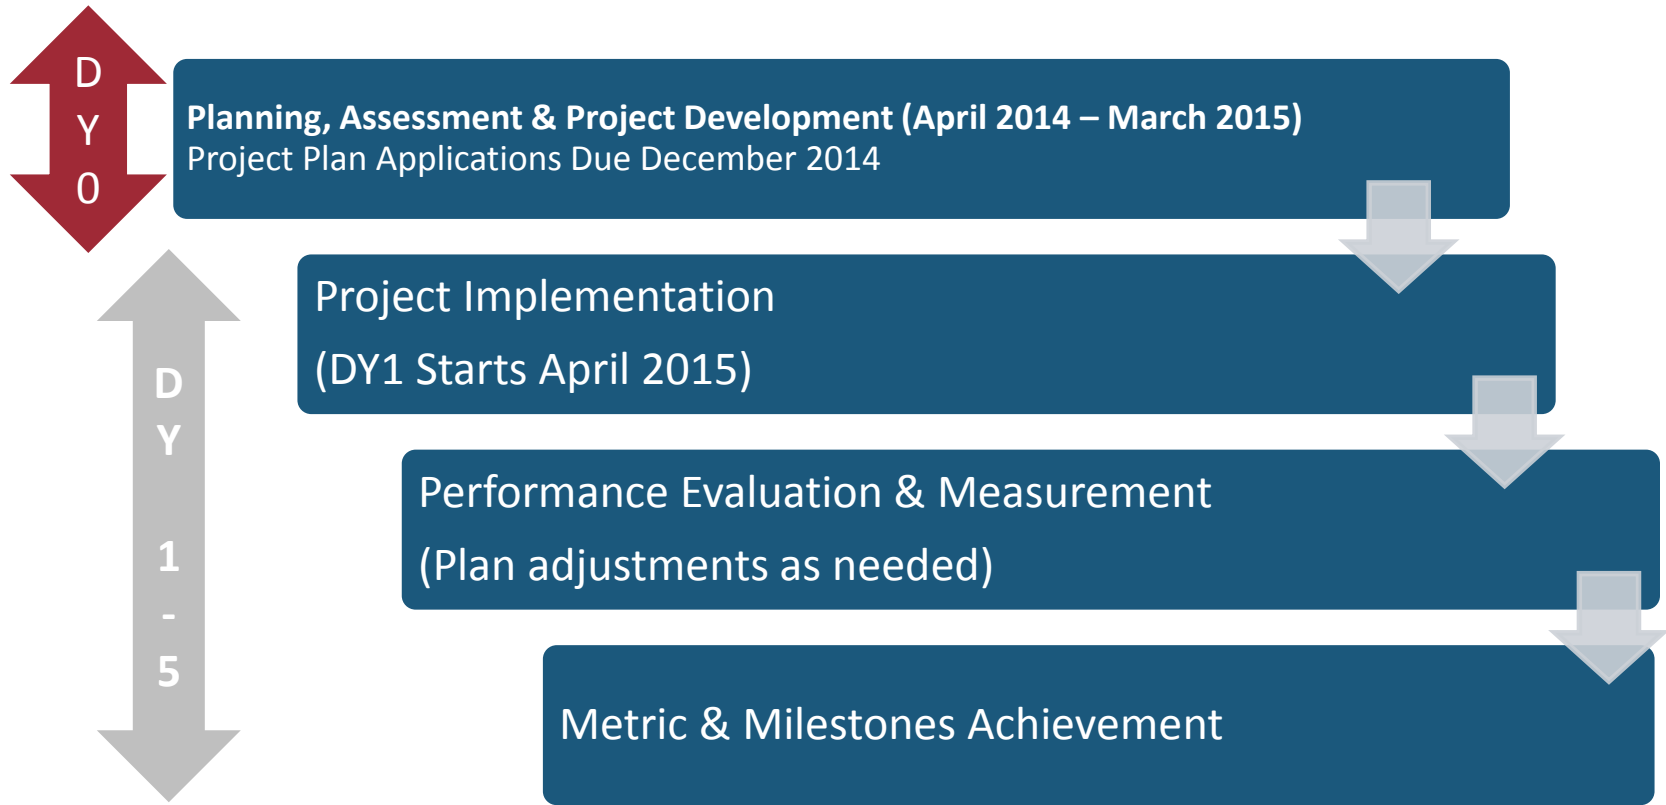 D
Y
0
Planning, Assessment & Project Development (April 2014 – March 2015)
Project Plan Applications Due December 2014
D
Y
1
-
5
Project Implementation
(DY1 Starts April 2015)
Performance Evaluation & Measurement
(Plan adjustments as needed)
Metric & Milestones Achievement